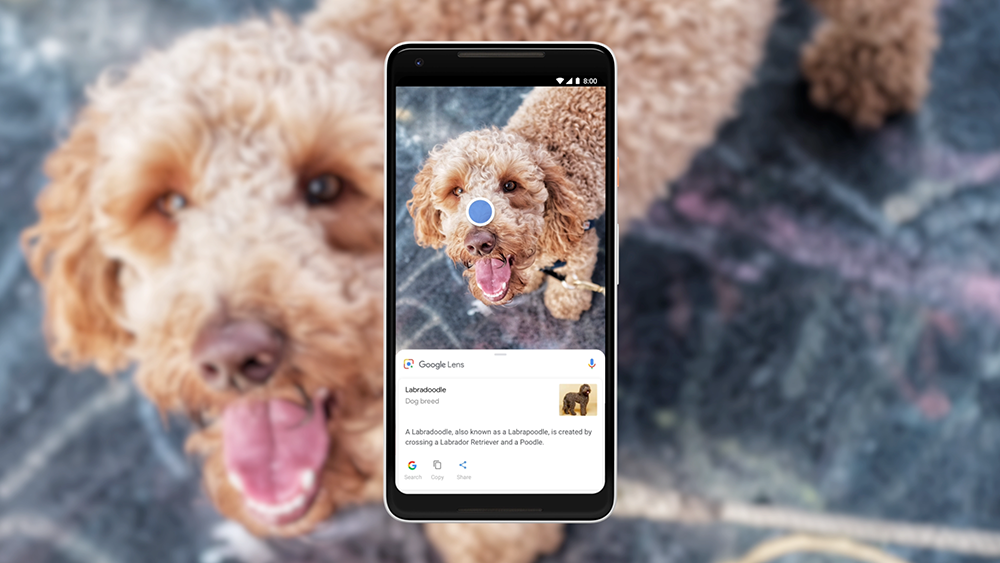 8:00
Google Lens
Labradoodle
Dog breed
A Labradoodle, also known as a Labrapoodle, is created by
crossing a Labrador Retriever and a Poodle.
Search Copy Share